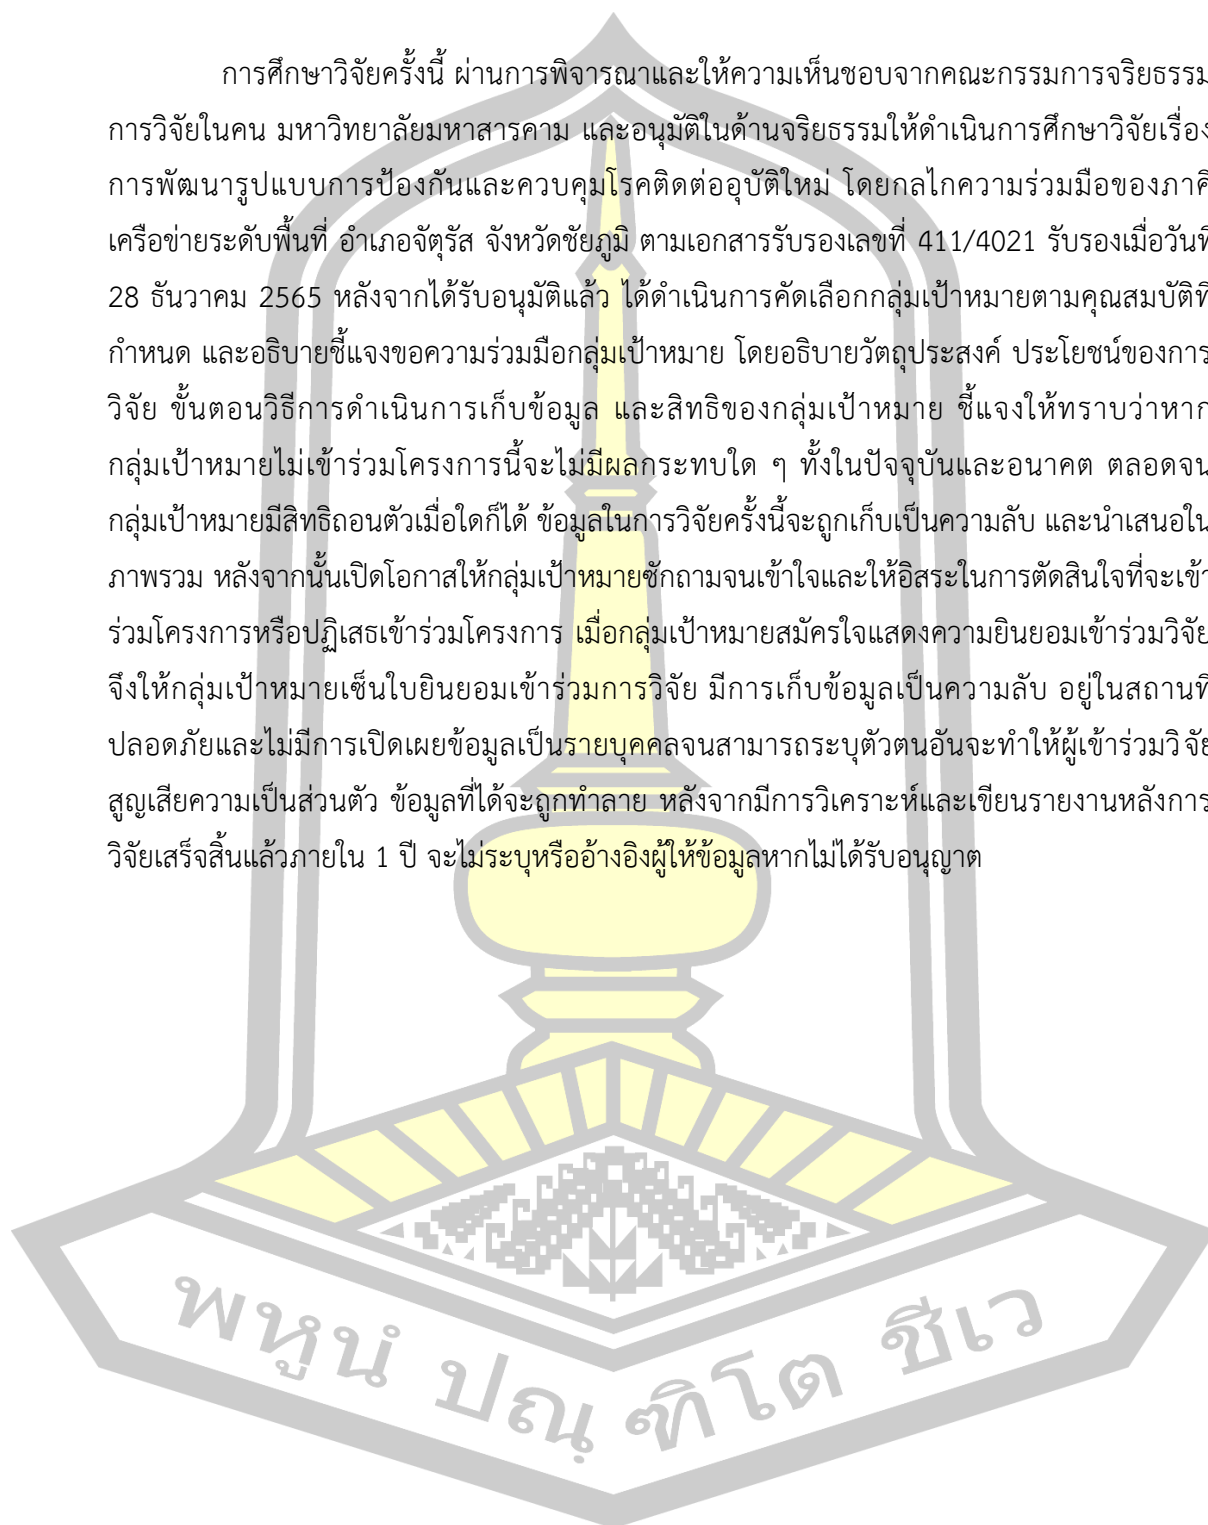 การศึกษาวิจัยครั้งนี้ ผ่านการพิจารณาและให้ความเห็นชอบจากคณะกรรมการจริยธรรม
การวิจัยในคน มหาวิทยาลัยมหาสารคาม และอนุมัติในด้านจริยธรรมให้ดำเนินการศึกษาวิจัยเรื่อง
การพัฒนารูปแบบการป้องกันและควบคุมโรคติดต่ออุบัติใหม่ โดยกลไกความร่วมมือของภาคี
เครือข่ายระดับพื้นที่ อำเภอจัตุรัส จังหวัดชัยภูมิ ตามเอกสารรับรองเลขที่ 411/4021 รับรองเมื่อวันที่
28 ธันวาคม 2565 หลังจากได้รับอนุมัติแล้ว ได้ดำเนินการคัดเลือกกลุ่มเป้าหมายตามคุณสมบัติที่
กำหนด และอธิบายชี้แจงขอความร่วมมือกลุ่มเป้าหมาย โดยอธิบายวัตถุประสงค์ ประโยชน์ของการ
วิจัย ขั้นตอนวิธีการดำเนินการเก็บข้อมูล และสิทธิของกลุ่มเป้าหมาย ชี้แจงให้ทราบว่าหาก
กลุ่มเป้าหมายไม่เข้าร่วมโครงการนี้จะไม่มีผลกระทบใด ๆ ทั้งในปัจจุบันและอนาคต ตลอดจน
กลุ่มเป้าหมายมีสิทธิถอนตัวเมื่อใดก็ได้ ข้อมูลในการวิจัยครั้งนี้จะถูกเก็บเป็นความลับ และนำเสนอใน
ภาพรวม หลังจากนั้นเปิดโอกาสให้กลุ่มเป้าหมายซักถามจนเข้าใจและให้อิสระในการตัดสินใจที่จะเข้า
ร่วมโครงการหรือปฏิเสธเข้าร่วมโครงการ เมื่อกลุ่มเป้าหมายสมัครใจแสดงความยินยอมเข้าร่วมวิจัย
จึงให้กลุ่มเป้าหมายเซ็นใบยินยอมเข้าร่วมการวิจัย มีการเก็บข้อมูลเป็นความลับ อยู่ในสถานที่
ปลอดภัยและไม่มีการเปิดเผยข้อมูลเป็นรายบุคคลจนสามารถระบุตัวตนอันจะทำให้ผู้เข้าร่วมวิจัย
สูญเสียความเป็นส่วนตัว ข้อมูลที่ได้จะถูกทำลาย หลังจากมีการวิเคราะห์และเขียนรายงานหลังการ
วิจัยเสร็จสิ้นแล้วภายใน 1 ปี จะไม่ระบุหรืออ้างอิงผู้ให้ข้อมูลหากไม่ได้รับอนุญาต
พหูนํ ปณฺฑิโต ชีเว